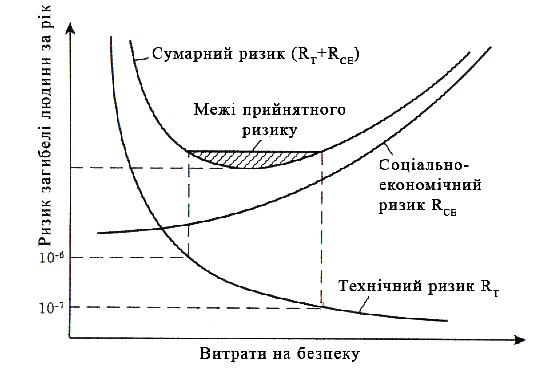 Сумарний ризик (RТ+RСЕ)
Межі прийнятного
ризику
Соціально-
економічний
ризик RСЕ
Технічний ризик RТ
Ризик загибелі людини за рік
10-6
10-7
Витрати на безпеку